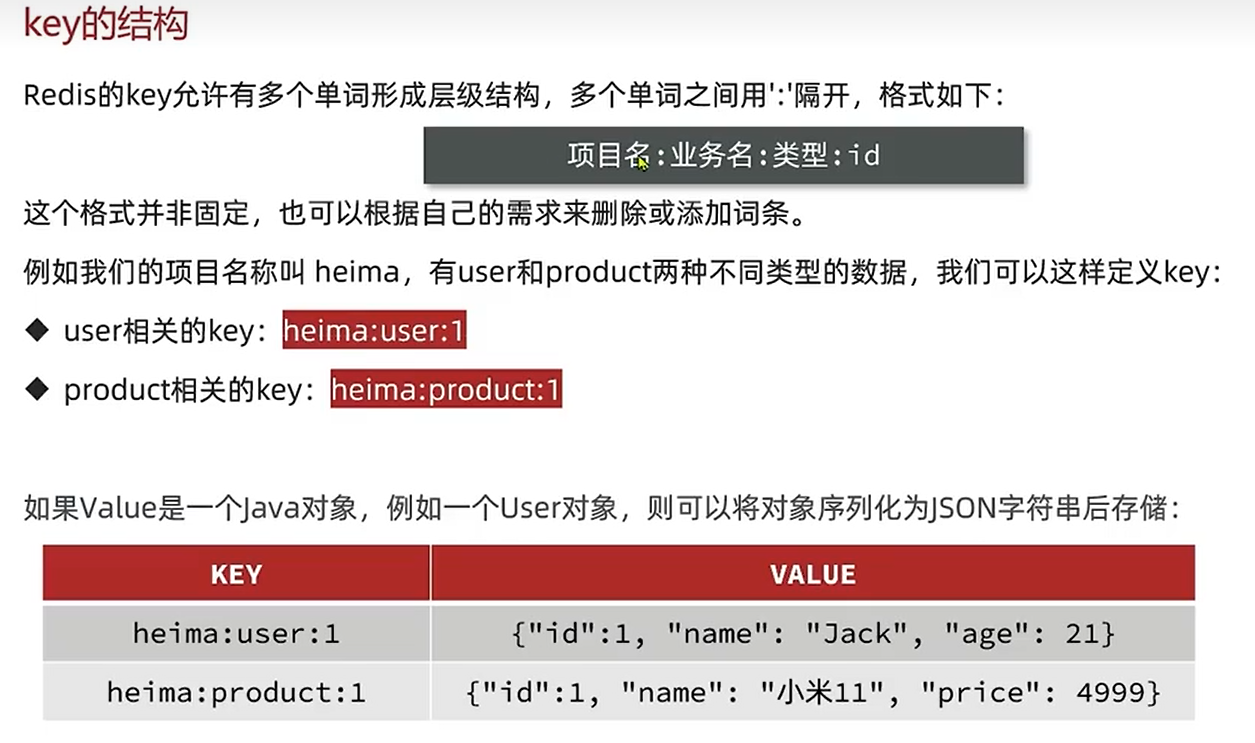 key的结构
Redis的key允许有多个单词形成层级结构，多个单词之间用':'隔开，格式如下：
项目名:业务名:类型:id
这个格式并非固定，也可以根据自己的需求来删除或添加词条。
例如我们的项目名称叫 heima，有user和product两种不同类型的数据，我们可以这样定义key：
◆ user相关的key：heima:user:1
◆ product相关的key：heima:product:1
如果Value是一个Java对象，例如一个User对象，则可以将对象序列化为JSON字符串后存储：
KEY VALUE
heima:user:1 {"id":1, "name": "Jack", "age": 21}
heima:product:1 {"id":1, "name": "小米11", "price": 4999}